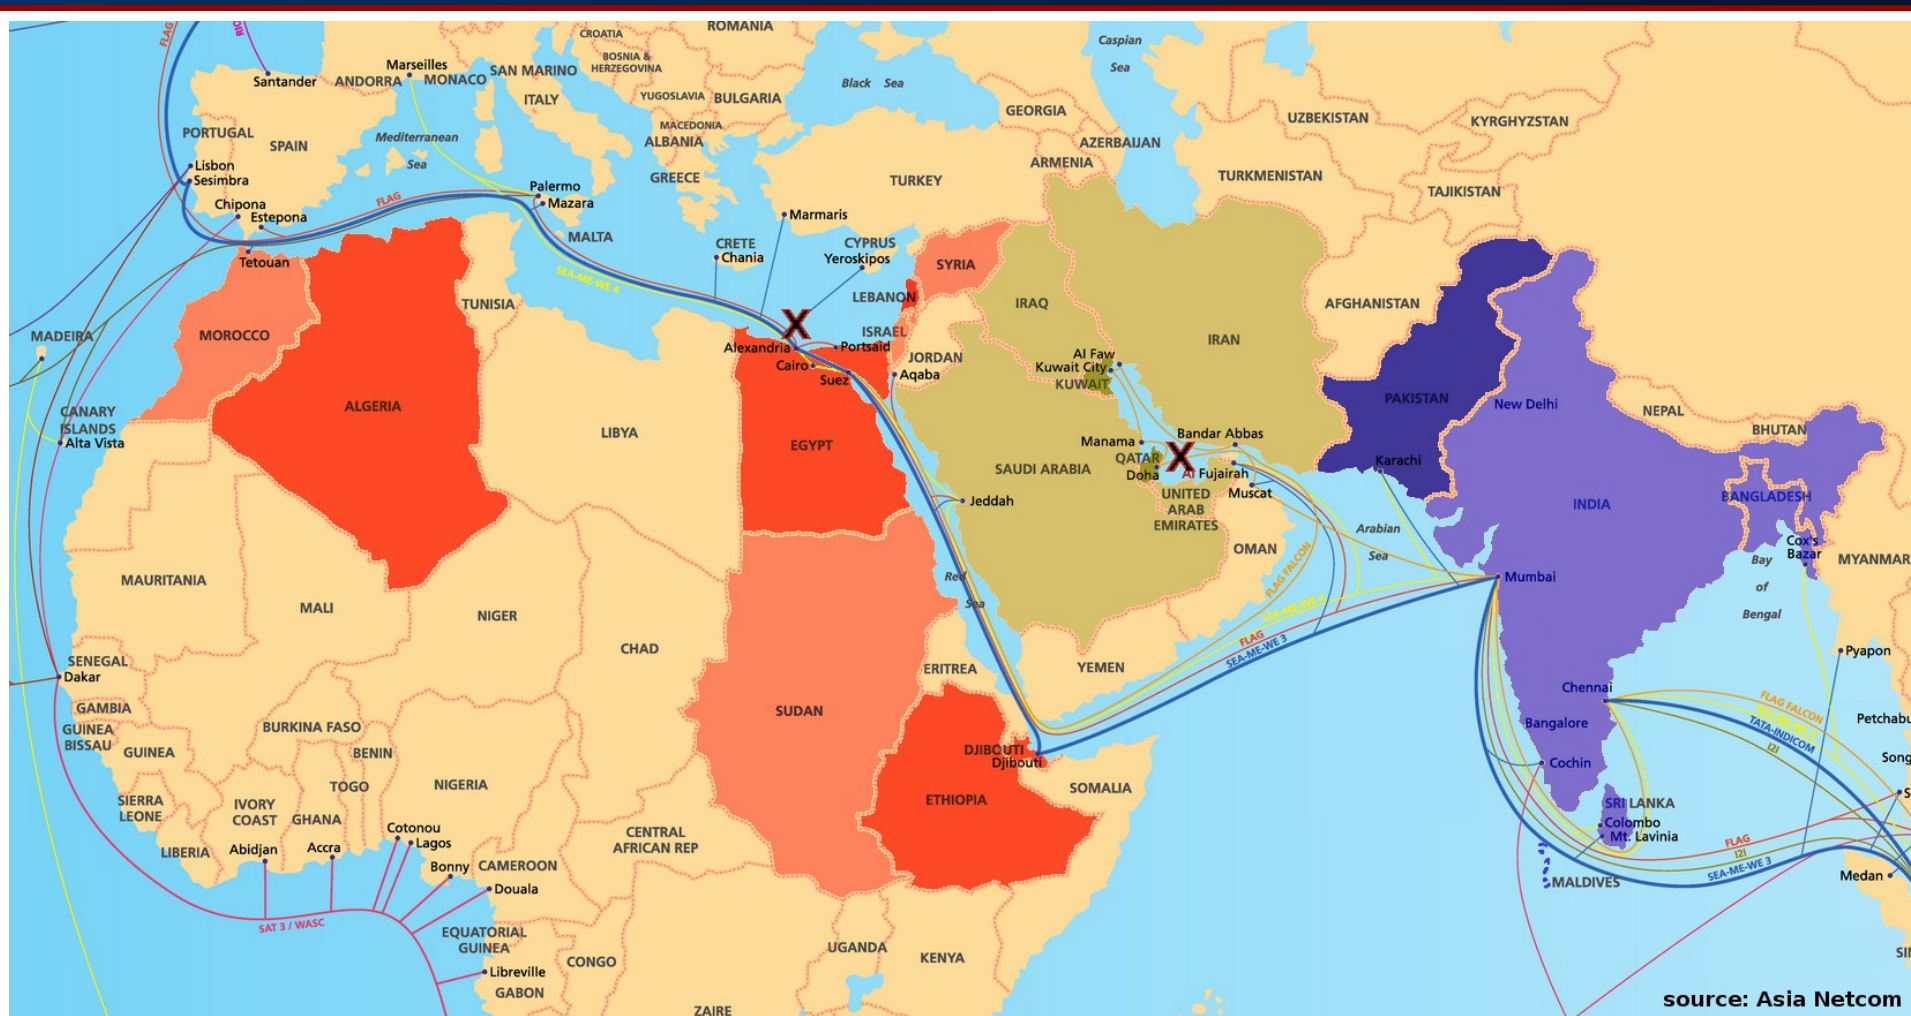 FLAG
ROMANIA
CROATIA
Caspian
Sea
Marseilles
BOSNIA &
HERZEGOVINA
Santander
ANDORRA
MONACO
SAN MARINO
Black Sea
ITALY
YUGOSLAVIA
BULGARIA
GEORGIA
UZBEKISTAN
KYRGHYZSTAN
PORTUGAL
SPAIN
Mediterranean
Sea
MACEDONIA
ALBANIA
AZERBAIJAN
ARMENIA
Lisbon
Sesimbra
GREECE
TURKEY
TURKMENISTAN
TAJIKISTAN
Palermo
Mazara
FLAG
Chipona
Estepona
Marmaris
MALTA
CRETE
Chania
CYPRUS
Yeroskipos
Tetouan
SEA-ME-WE 4
SYRIA
TUNISIA
LEBANON
IRAQ
AFGHANISTAN
MADEIRA
MOROCCO
X
ISRAEL
IRAN
Alexandria
Portsaid
JORDAN
Al Faw
Cairo
Suez
Aqaba
Kuwait City
KUWAIT
PAKISTAN
New Delhi
NEPAL
CANARY
ISLANDS
Alta Vista
ALGERIA
LIBYA
EGYPT
BHUTAN
Manama
Bandar Abbas
QATAR
X
Doha
Al Fujairah
SAUDI ARABIA
Karachi
UNITED
ARAB
EMIRATES
Muscat
Jeddah
INDIA
BANGLADESH
Arabian
Sea
Cox's
Bazar
MYANMAR
OMAN
Bay
of
Bengal
FLAG FALCON
Red
Sea
Mumbai
MAURITANIA
MALI
NIGER
SEA-ME-WE 4
FLAG
SEA-ME-WE 3
CHAD
SENEGAL
Dakar
ERITREA
YEMEN
Pyapon
GAMBIA
GUINEA
BISSAU
GUINEA
BURKINA FASO
SUDAN
Chennai
FLAG FALCON
TATA-INDICOM
I2I
Bangalore
Petchabu
BENIN
DJIBOUTI
Djibouti
Cochin
Song
TOGO
NIGERIA
SIERRA
LEONE
IVORY
COAST
GHANA
ETHIOPIA
SOMALIA
SRI LANKA
Colombo
Mt. Lavinia
S
Cotonou
Lagos
CENTRAL
AFRICAN REP
LIBERIA
Abidjan
Accra
FLAG
I2I
SEA-ME-WE 3
Bonny
CAMEROON
Douala
MALDIVES
Medan
SAT 3 / WASC
EQUATORIAL
GUINEA
UGANDA
KENYA
CONGO
Libreville
GABON
SI
ZAIRE
source: Asia Netcom